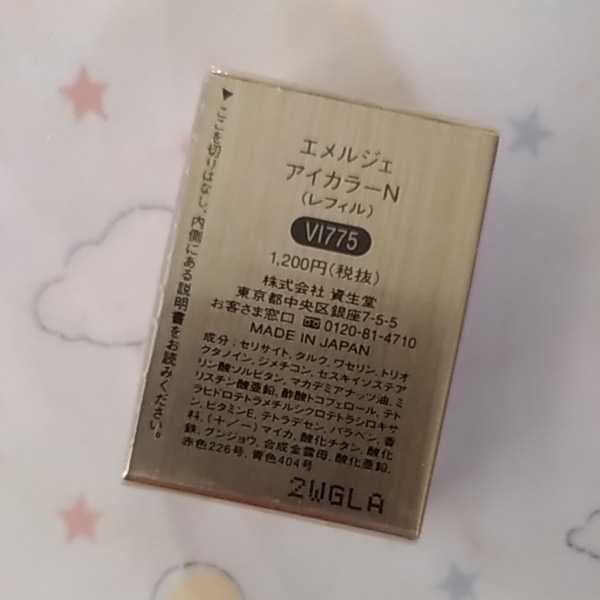 ▶ここを切りはなし、内側にある説明書をお読みください。
エメルジェ
アイカラーN
(レフィル)
VI775
1,200円(税抜)
株式会社 資生堂
東京都中央区銀座7-5-5
お客さま窓口 0120-81-4710
MADE IN JAPAN
成分:セリサイト, タルク, ワセリン, トリオ
クタノイン, ジメチコン, セスキイソステア
リン酸ソルビタン, マカデミアナッツ油, ミ
リスチン酸亜鉛, 酢酸トコフェロール, テト
ラヒドロテトラメチルシクロテトラシロキサ
ン, ビタミンE, テトラデセン, パラベン, 香
料, (+/-)マイカ, 酸化チタン, 酸化
鉄, グンジョウ, 合成金雲母, 酸化亜鉛,
赤色226号, 青色404号
2WGLA